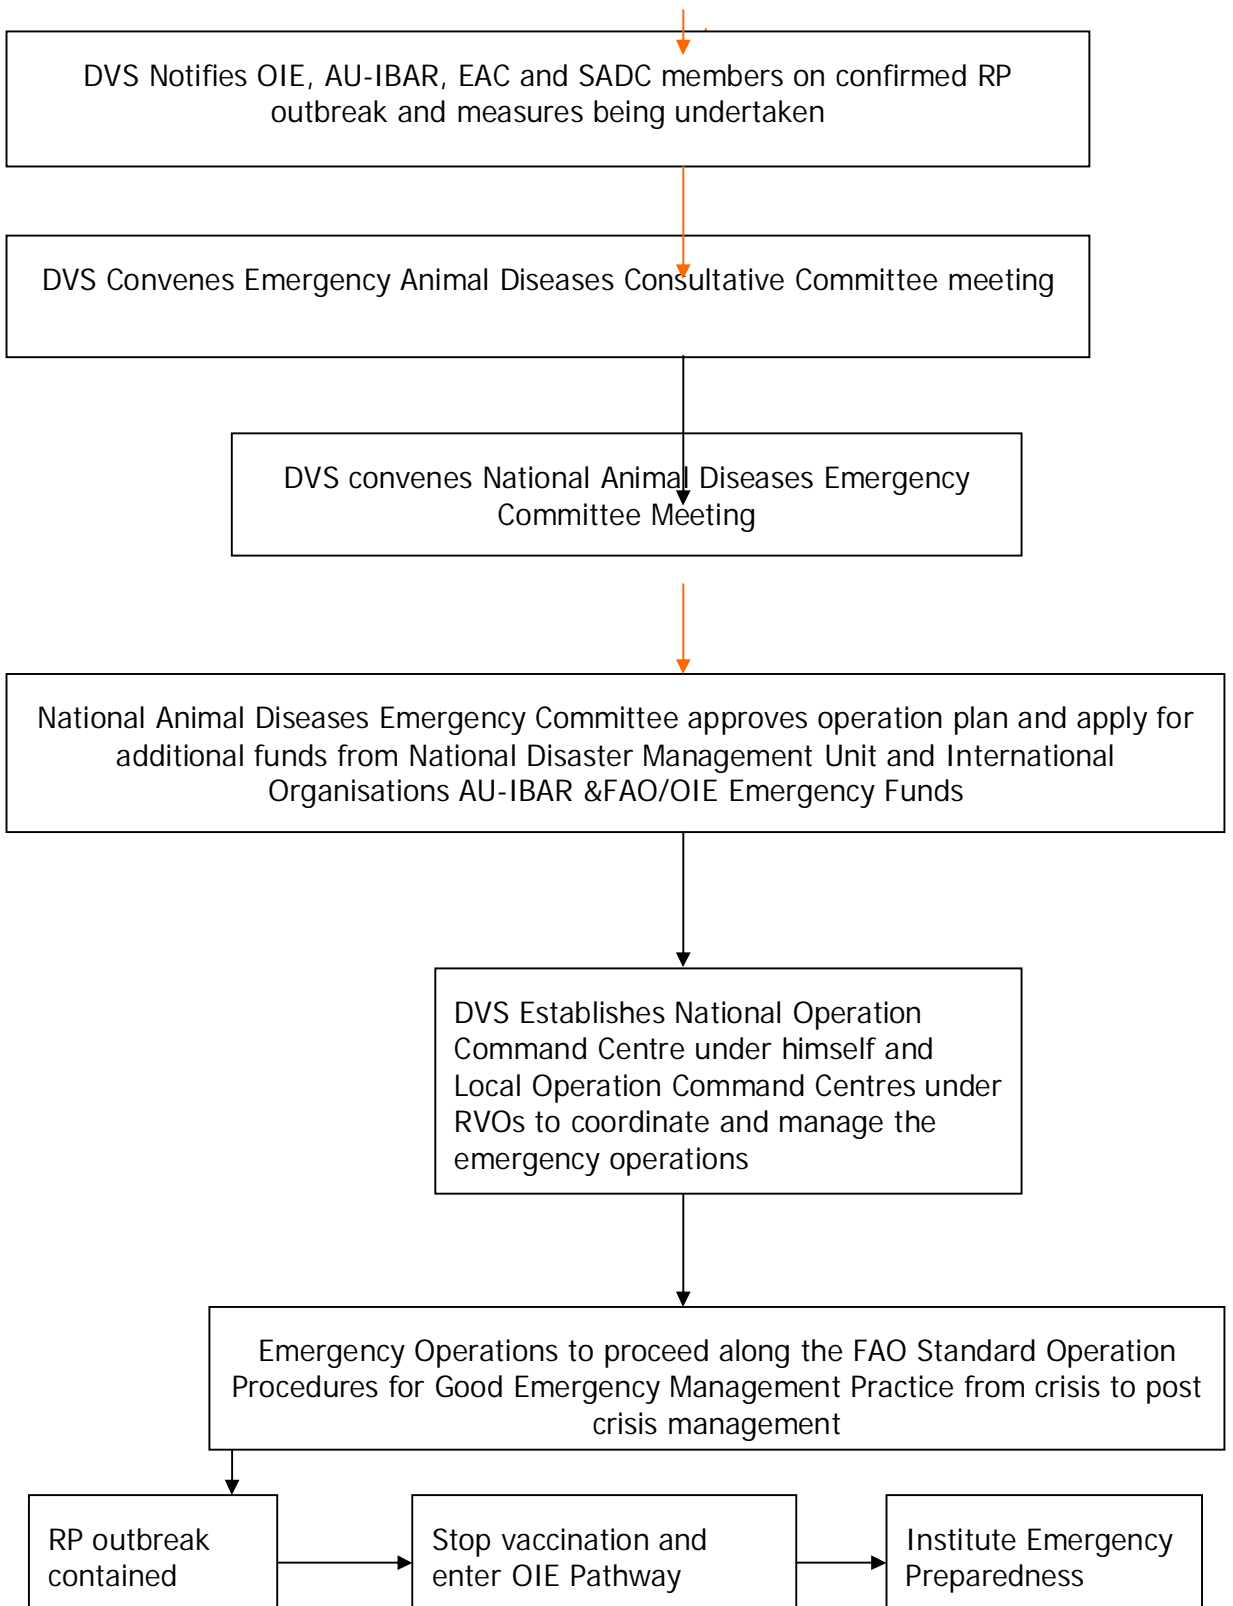 DVS Notifies OIE, AU-IBAR, EAC and SADC members on confirmed RP
outbreak and measures being undertaken
DVS Convenes Emergency Animal Diseases Consultative Committee meeting
DVS convenes National Animal Diseases Emergency
Committee Meeting
National Animal Diseases Emergency Committee approves operation plan and apply for
additional funds from National Disaster Management Unit and International
Organisations AU-IBAR &FAO/OIE Emergency Funds
DVS Establishes National Operation
Command Centre under himself and
Local Operation Command Centres under
RVOs to coordinate and manage the
emergency operations
Emergency Operations to proceed along the FAO Standard Operation
Procedures for Good Emergency Management Practice from crisis to post
crisis management
RP outbreak
contained
Stop vaccination and
enter OIE Pathway
Institute Emergency
Preparedness